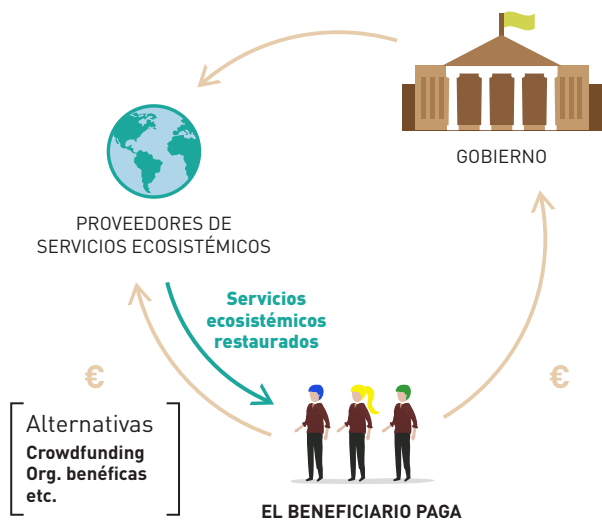 GOBIERNO
PROVEEDORES DE
SERVICIOS ECOSISTÉMICOS
Servicios
ecosistémicos
restaurados
€
€
Alternativas
Crowdfunding
Org. benéficas
etc.
EL BENEFICIARIO PAGA